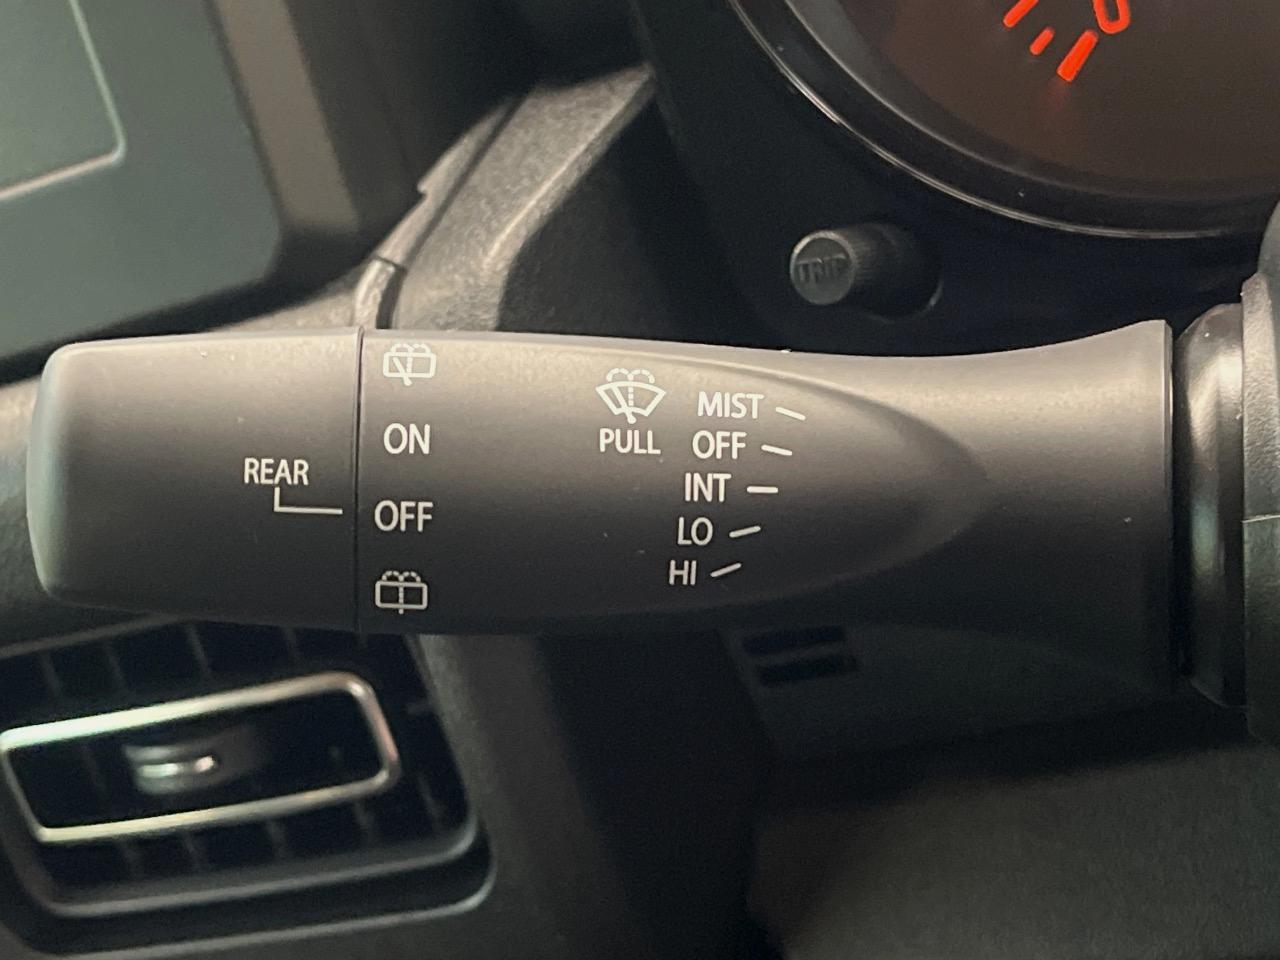 TRIP
ON
REAR
OFF
PULL
MIST
OFF
INT
LO
HI